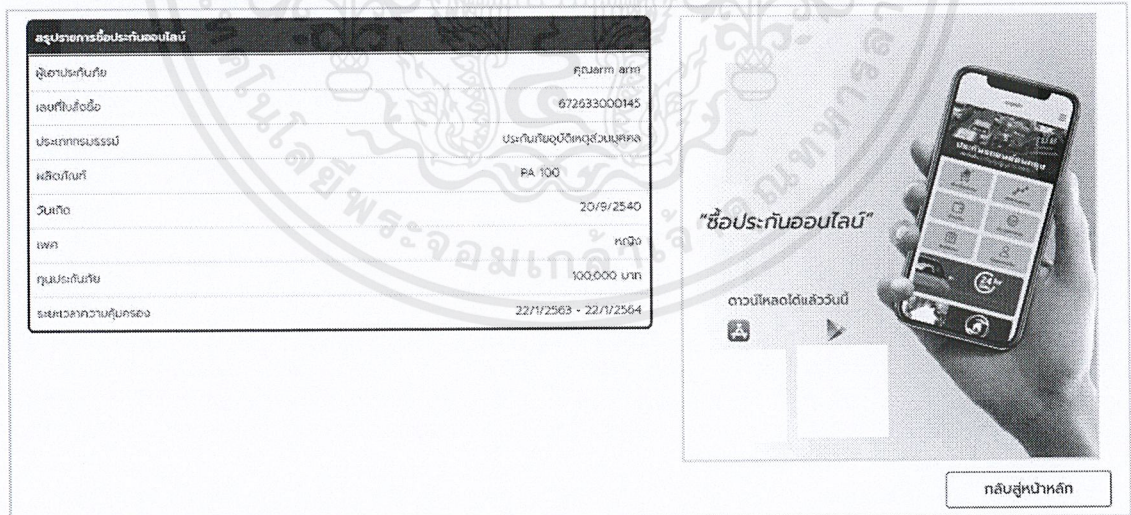 สรุปรายการซื้อประกันออนไลน์
ผู้เอาประกันภัย คุณarm arm
เลขที่ใบสั่งซื้อ 672633000145
ประเภทกรมธรรม์ ประกันภัยอุบัติเหตุส่วนบุคคล
ผลิตภัณฑ์ PA 100
วันเกิด 20/9/2540
เพศ หญิง
ทุนประกันภัย 100,000 บาท
ระยะเวลาความคุ้มครอง 22/1/2563 - 22/1/2564
"ซื้อประกันออนไลน์"
ดาวน์โหลดได้แล้ววันนี้
24
กลับสู่หน้าหลัก